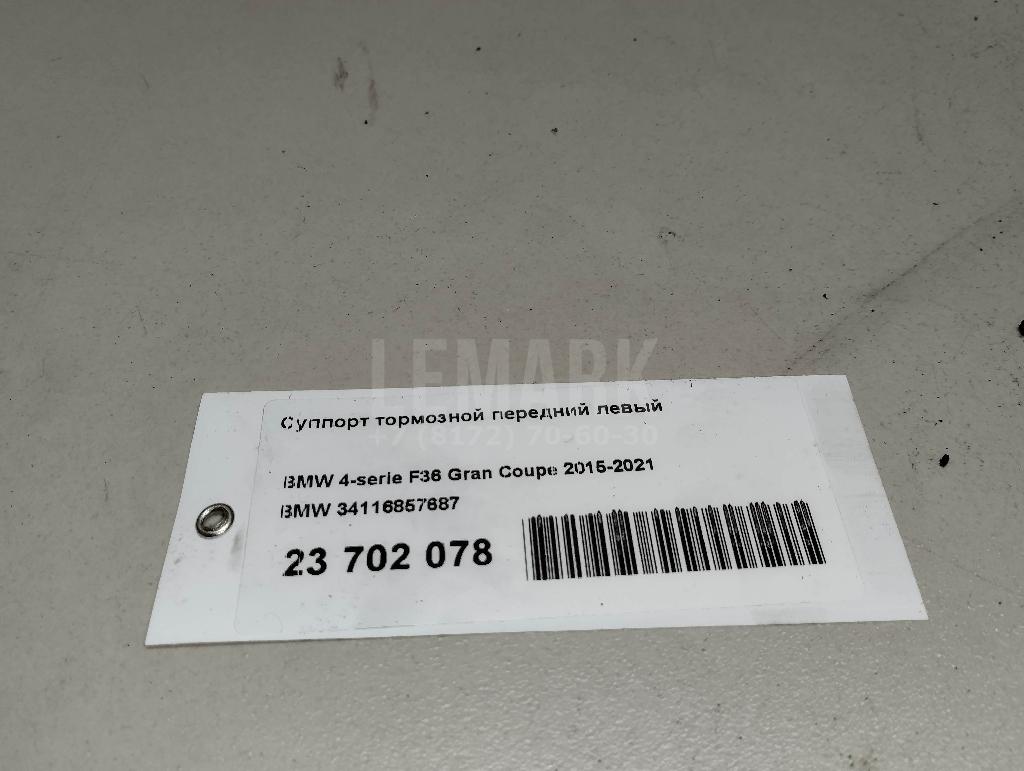 LEMARK
Суппорт тормозной передний левый
+7 (8172) 70-60-30
BMW 4-serie F36 Gran Coupe 2015-2021
BMW 34116857687
23 702 078